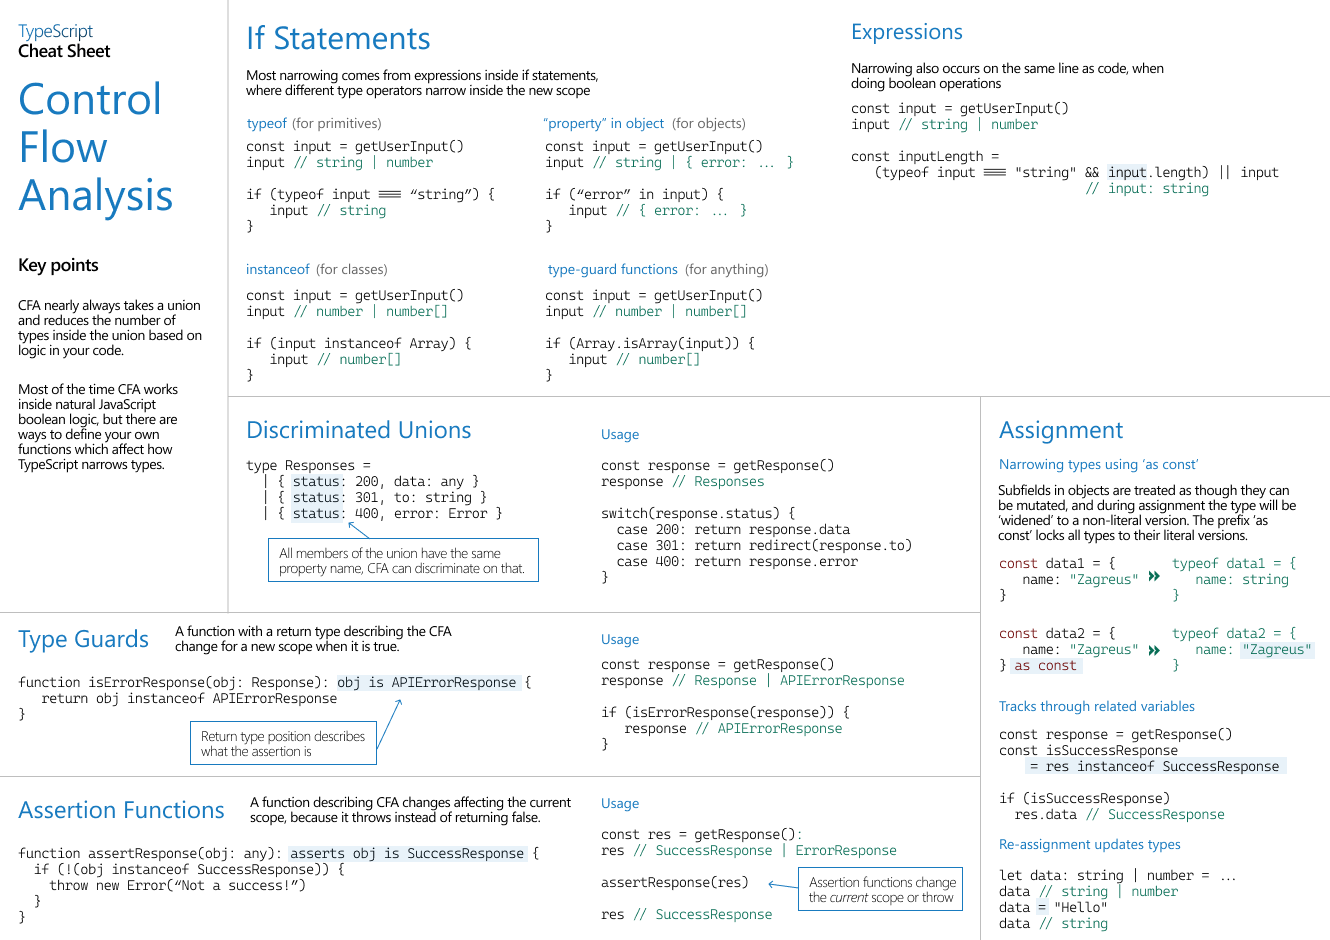 TypeScript
Cheat Sheet
Control
Flow
Analysis
Key points
CFA nearly always takes a union
and reduces the number of
types inside the union based on
logic in your code.
Most of the time CFA works
inside natural JavaScript
boolean logic, but there are
ways to define your own
functions which affect how
TypeScript narrows types.
If Statements
Most narrowing comes from expressions inside if statements,
where different type operators narrow inside the new scope
typeof (for primitives)
const input = getUserInput()
input // string | number
if (typeof input === “string”) {
input // string
}
“property” in object (for objects)
const input = getUserInput()
input // string | { error: ... }
if (“error” in input) {
input // { error: ... }
}
instanceof (for classes)
const input = getUserInput()
input // number | number[]
if (input instanceof Array) {
input // number[]
}
type-guard functions (for anything)
const input = getUserInput()
input // number | number[]
if (Array.isArray(input)) {
input // number[]
}
Expressions
Narrowing also occurs on the same line as code, when
doing boolean operations
const input = getUserInput()
input // string | number
const inputLength =
(typeof input === "string" && input.length) || input
// input: string
Discriminated Unions
type Responses =
| { status: 200, data: any }
| { status: 301, to: string }
| { status: 400, error: Error }
All members of the union have the same
property name, CFA can discriminate on that.
Usage
const response = getResponse()
response // Responses
switch(response.status) {
case 200: return response.data
case 301: return redirect(response.to)
case 400: return response.error
}
Type Guards
A function with a return type describing the CFA
change for a new scope when it is true.
function isErrorResponse(obj: Response): obj is APIErrorResponse {
return obj instanceof APIErrorResponse
}
Return type position describes
what the assertion is
Usage
const response = getResponse()
response // Response | APIErrorResponse
if (isErrorResponse(response)) {
response // APIErrorResponse
}
Assertion Functions
A function describing CFA changes affecting the current
scope, because it throws instead of returning false.
function assertResponse(obj: any): asserts obj is SuccessResponse {
if (!(obj instanceof SuccessResponse)) {
throw new Error(“Not a success!”)
}
}
Usage
const res = getResponse():
res // SuccessResponse | ErrorResponse
assertResponse(res)
res // SuccessResponse
Assertion functions change
the current scope or throw
Assignment
Narrowing types using ‘as const’
Subfields in objects are treated as though they can
be mutated, and during assignment the type will be
‘widened’ to a non-literal version. The prefix ‘as
const’ locks all types to their literal versions.
const data1 = {
name: "Zagreus"
}
typeof data1 = {
name: string
}
const data2 = {
name: "Zagreus"
} as const
typeof data2 = {
name: "Zagreus"
}
Tracks through related variables
const response = getResponse()
const isSuccessResponse
= res instanceof SuccessResponse
if (isSuccessResponse)
res.data // SuccessResponse
Re-assignment updates types
let data: string | number = ...
data // string | number
data = "Hello"
data // string